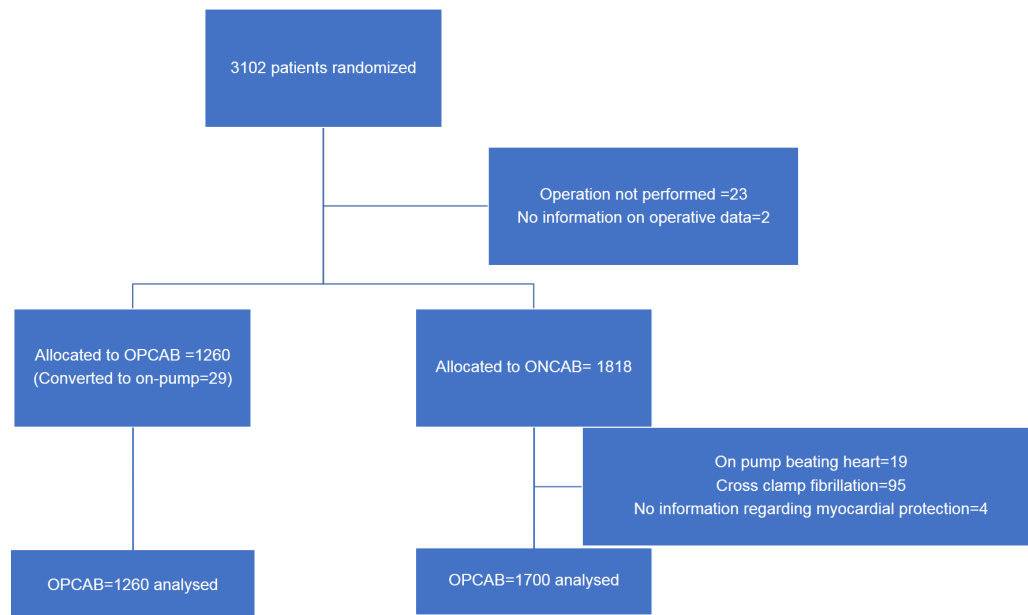 3102 patients randomized
Operation not performed =23
No information on operative data=2
Allocated to OPCAB =1260
(Converted to on-pump=29)
Allocated to ONCAB= 1818
On pump beating heart=19
Cross clamp fibrillation=95
No information regarding myocardial protection=4
OPCAB=1260 analysed
OPCAB=1700 analysed